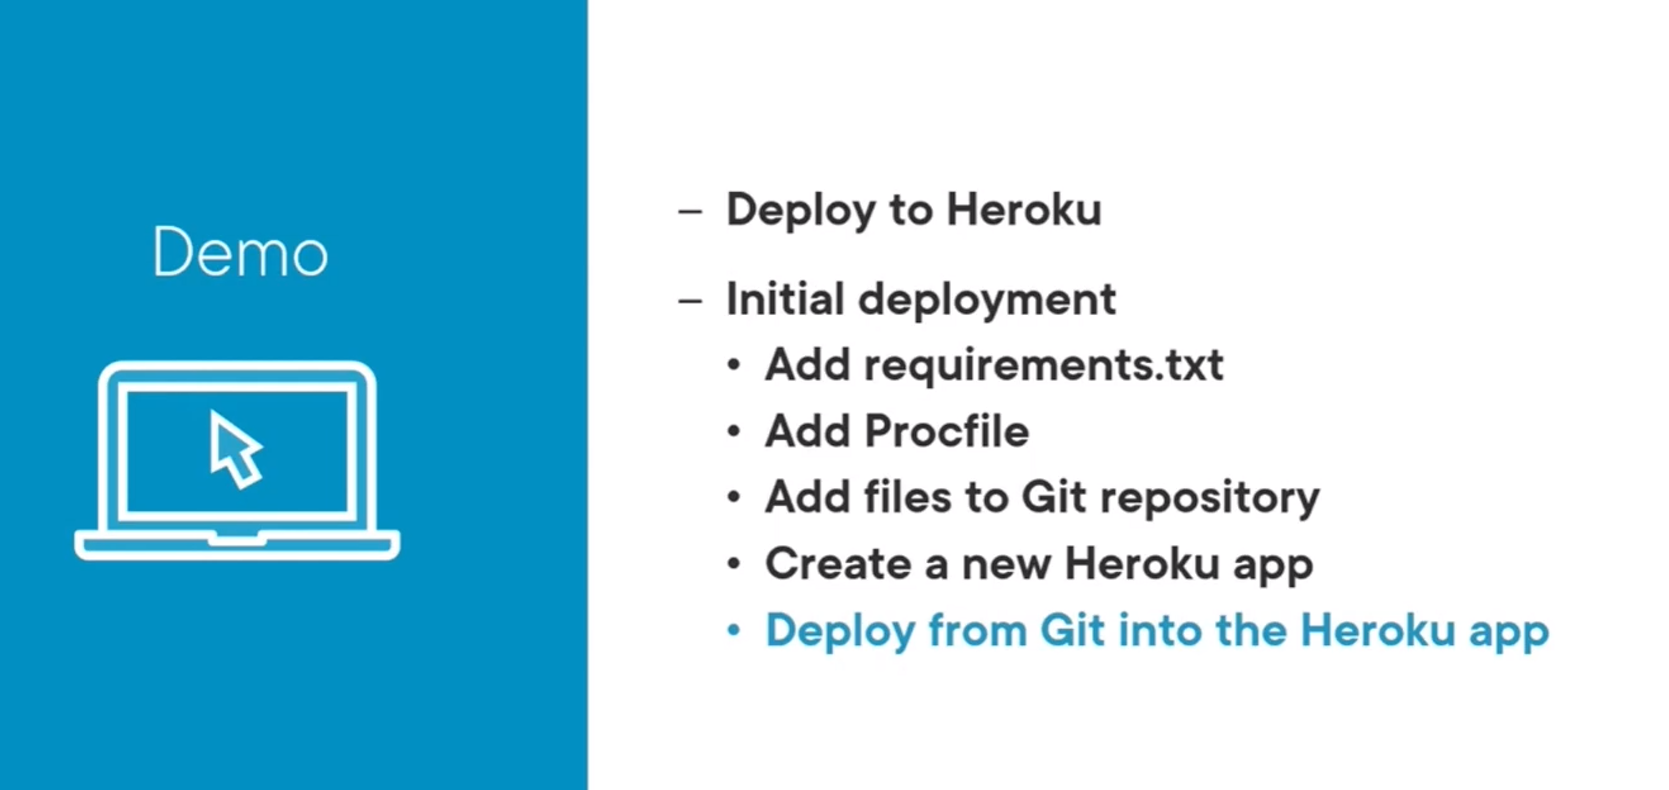 Demo
– Deploy to Heroku
– Initial deployment
• Add requirements.txt
• Add Procfile
• Add files to Git repository
• Create a new Heroku app
• Deploy from Git into the Heroku app